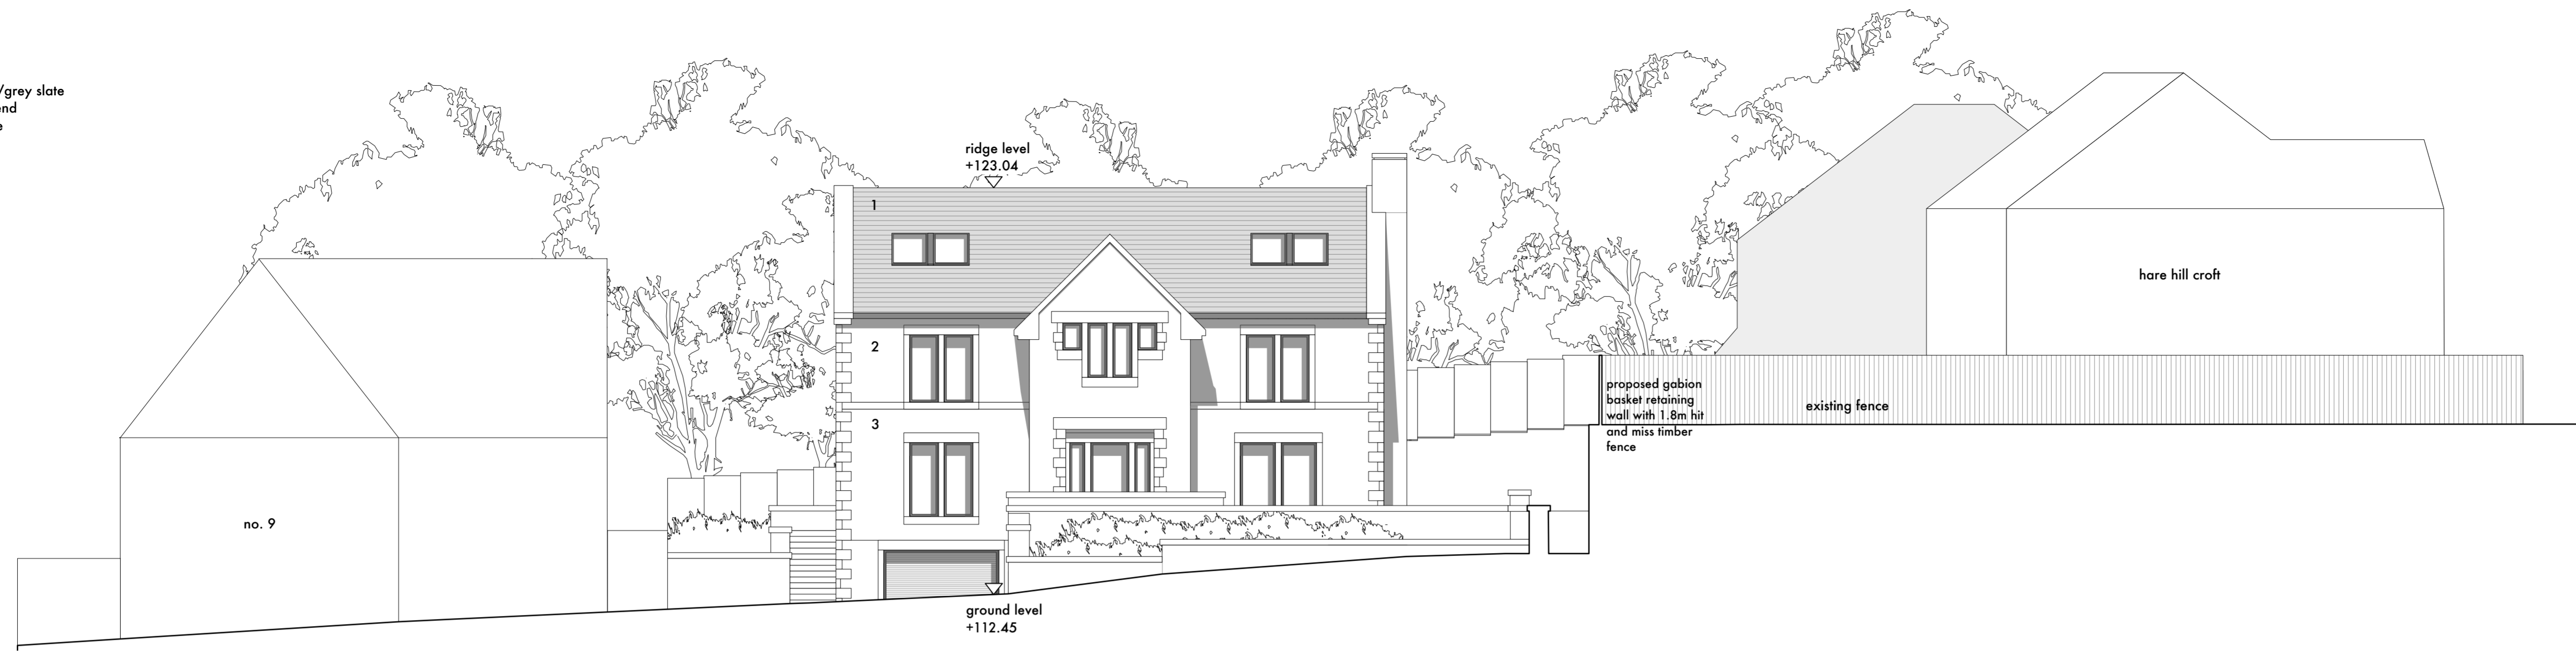 /grey slate
end
e
ridge level
+123.04
1
2
3
no. 9
ground level
+112.45
proposed gabion
basket retaining
wall with 1.8m hit
and miss timber
fence
existing fence
hare hill croft